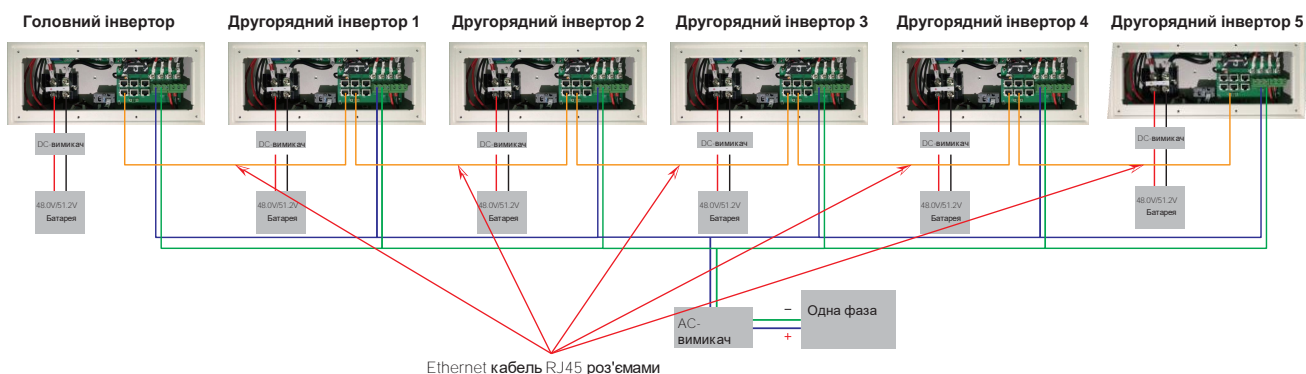 Головний інвертор
Другорядний інвертор 1
Другорядний інвертор 2
Другорядний інвертор 3
Другорядний інвертор 4
Другорядний інвертор 5
DC-вимикач
DC-вимикач
DC-вимикач
DC-вимикач
DC-вимикач
DC-вимикач
48.0V/51.2V
Батарея
48.0V/51.2V
Батарея
48.0V/51.2V
Батарея
48.0V/51.2V
Батарея
48.0V/51.2V
Батарея
48.0V/51.2V
Батарея
AC-
вимикач
−
+
Одна фаза
Ethernet кабель RJ45 роз'ємами